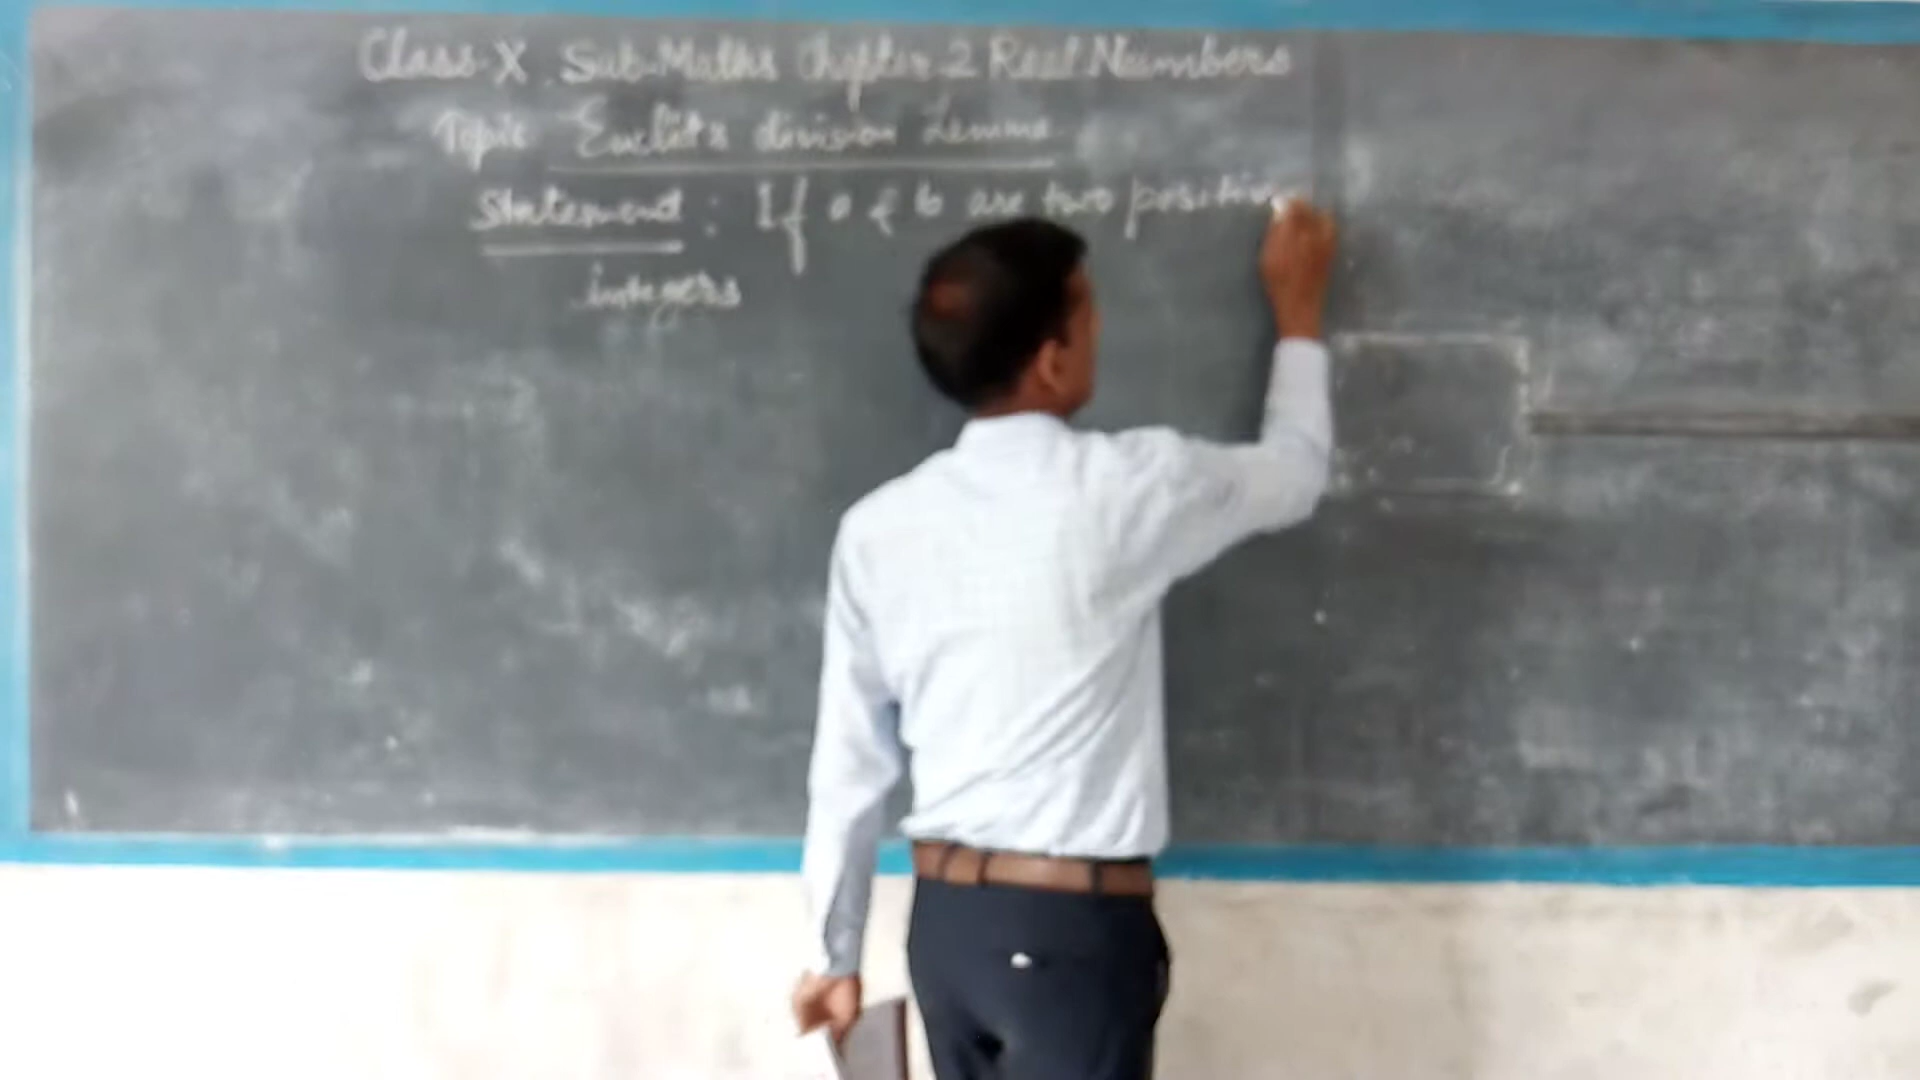 Class-X Sub-Maths Chapter-2 Real Numbers
Topic Euclid's division Lemma
Statement : If a & b are two positive
integers